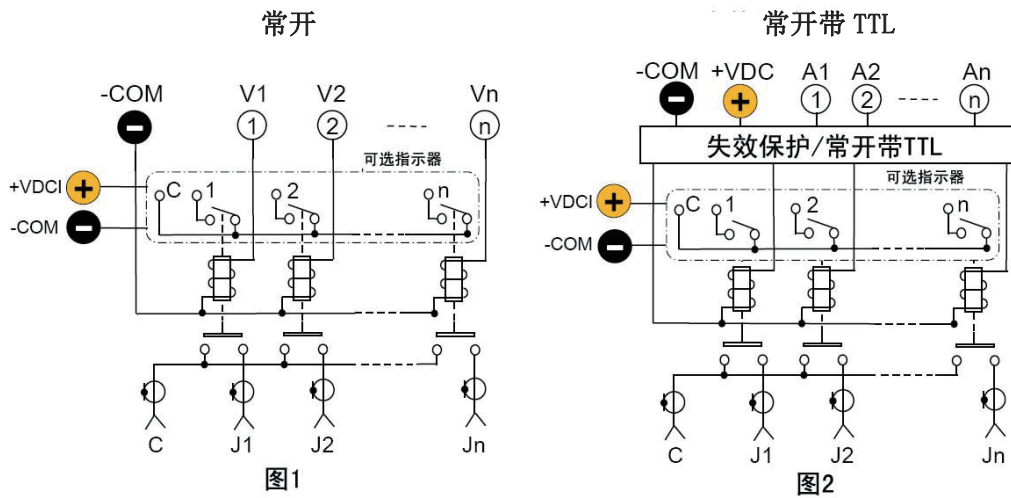 常开
-COM V1 V2 Vn
− 1 2 n
可选指示器
+VDCI +
-COM −
C 1 2 n
C J1 J2 Jn
图1
常开带 TTL
-COM +VDC A1 A2 An
− + 1 2 n
失效保护/常开带TTL
可选指示器
+VDCI +
-COM −
C 1 2 n
C J1 J2 Jn
图2